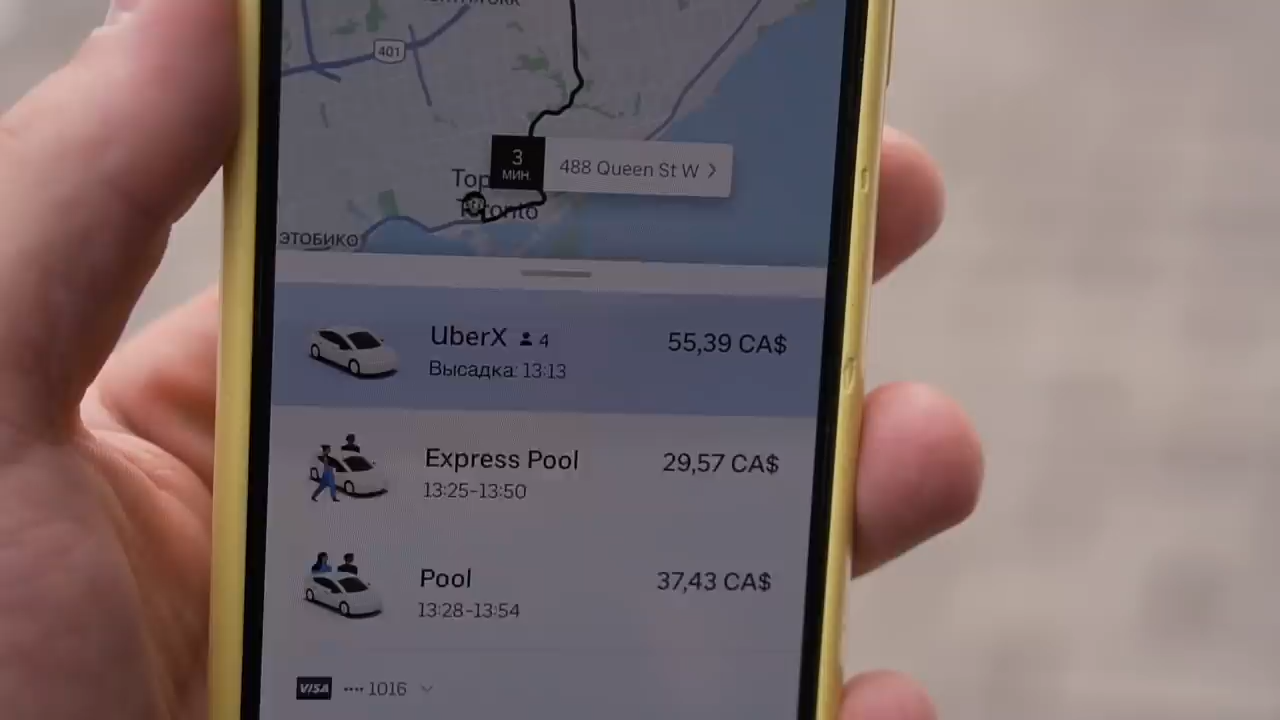 401
3
мин.
488 Queen St W >
Toronto
ЭТОБИКО
UberX 4
55,39 CA$
Высадка: 13:13
Express Pool
29,57 CA$
13:25-13:50
Pool
37,43 CA$
13:28-13:54
VISA •••• 1016